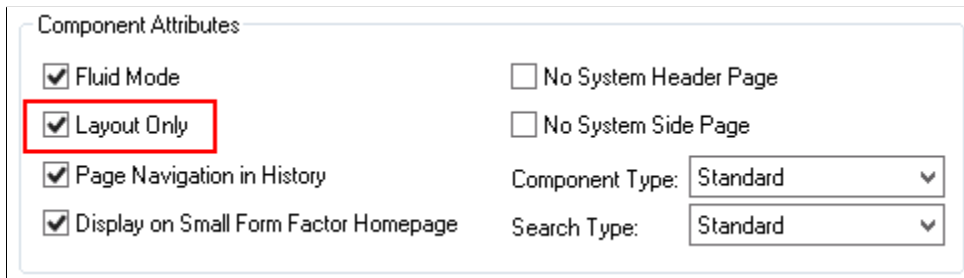 Component Attributes
Fluid Mode
No System Header Page
Layout Only
No System Side Page
Page Navigation in History
Component Type: Standard
Display on Small Form Factor Homepage
Search Type: Standard